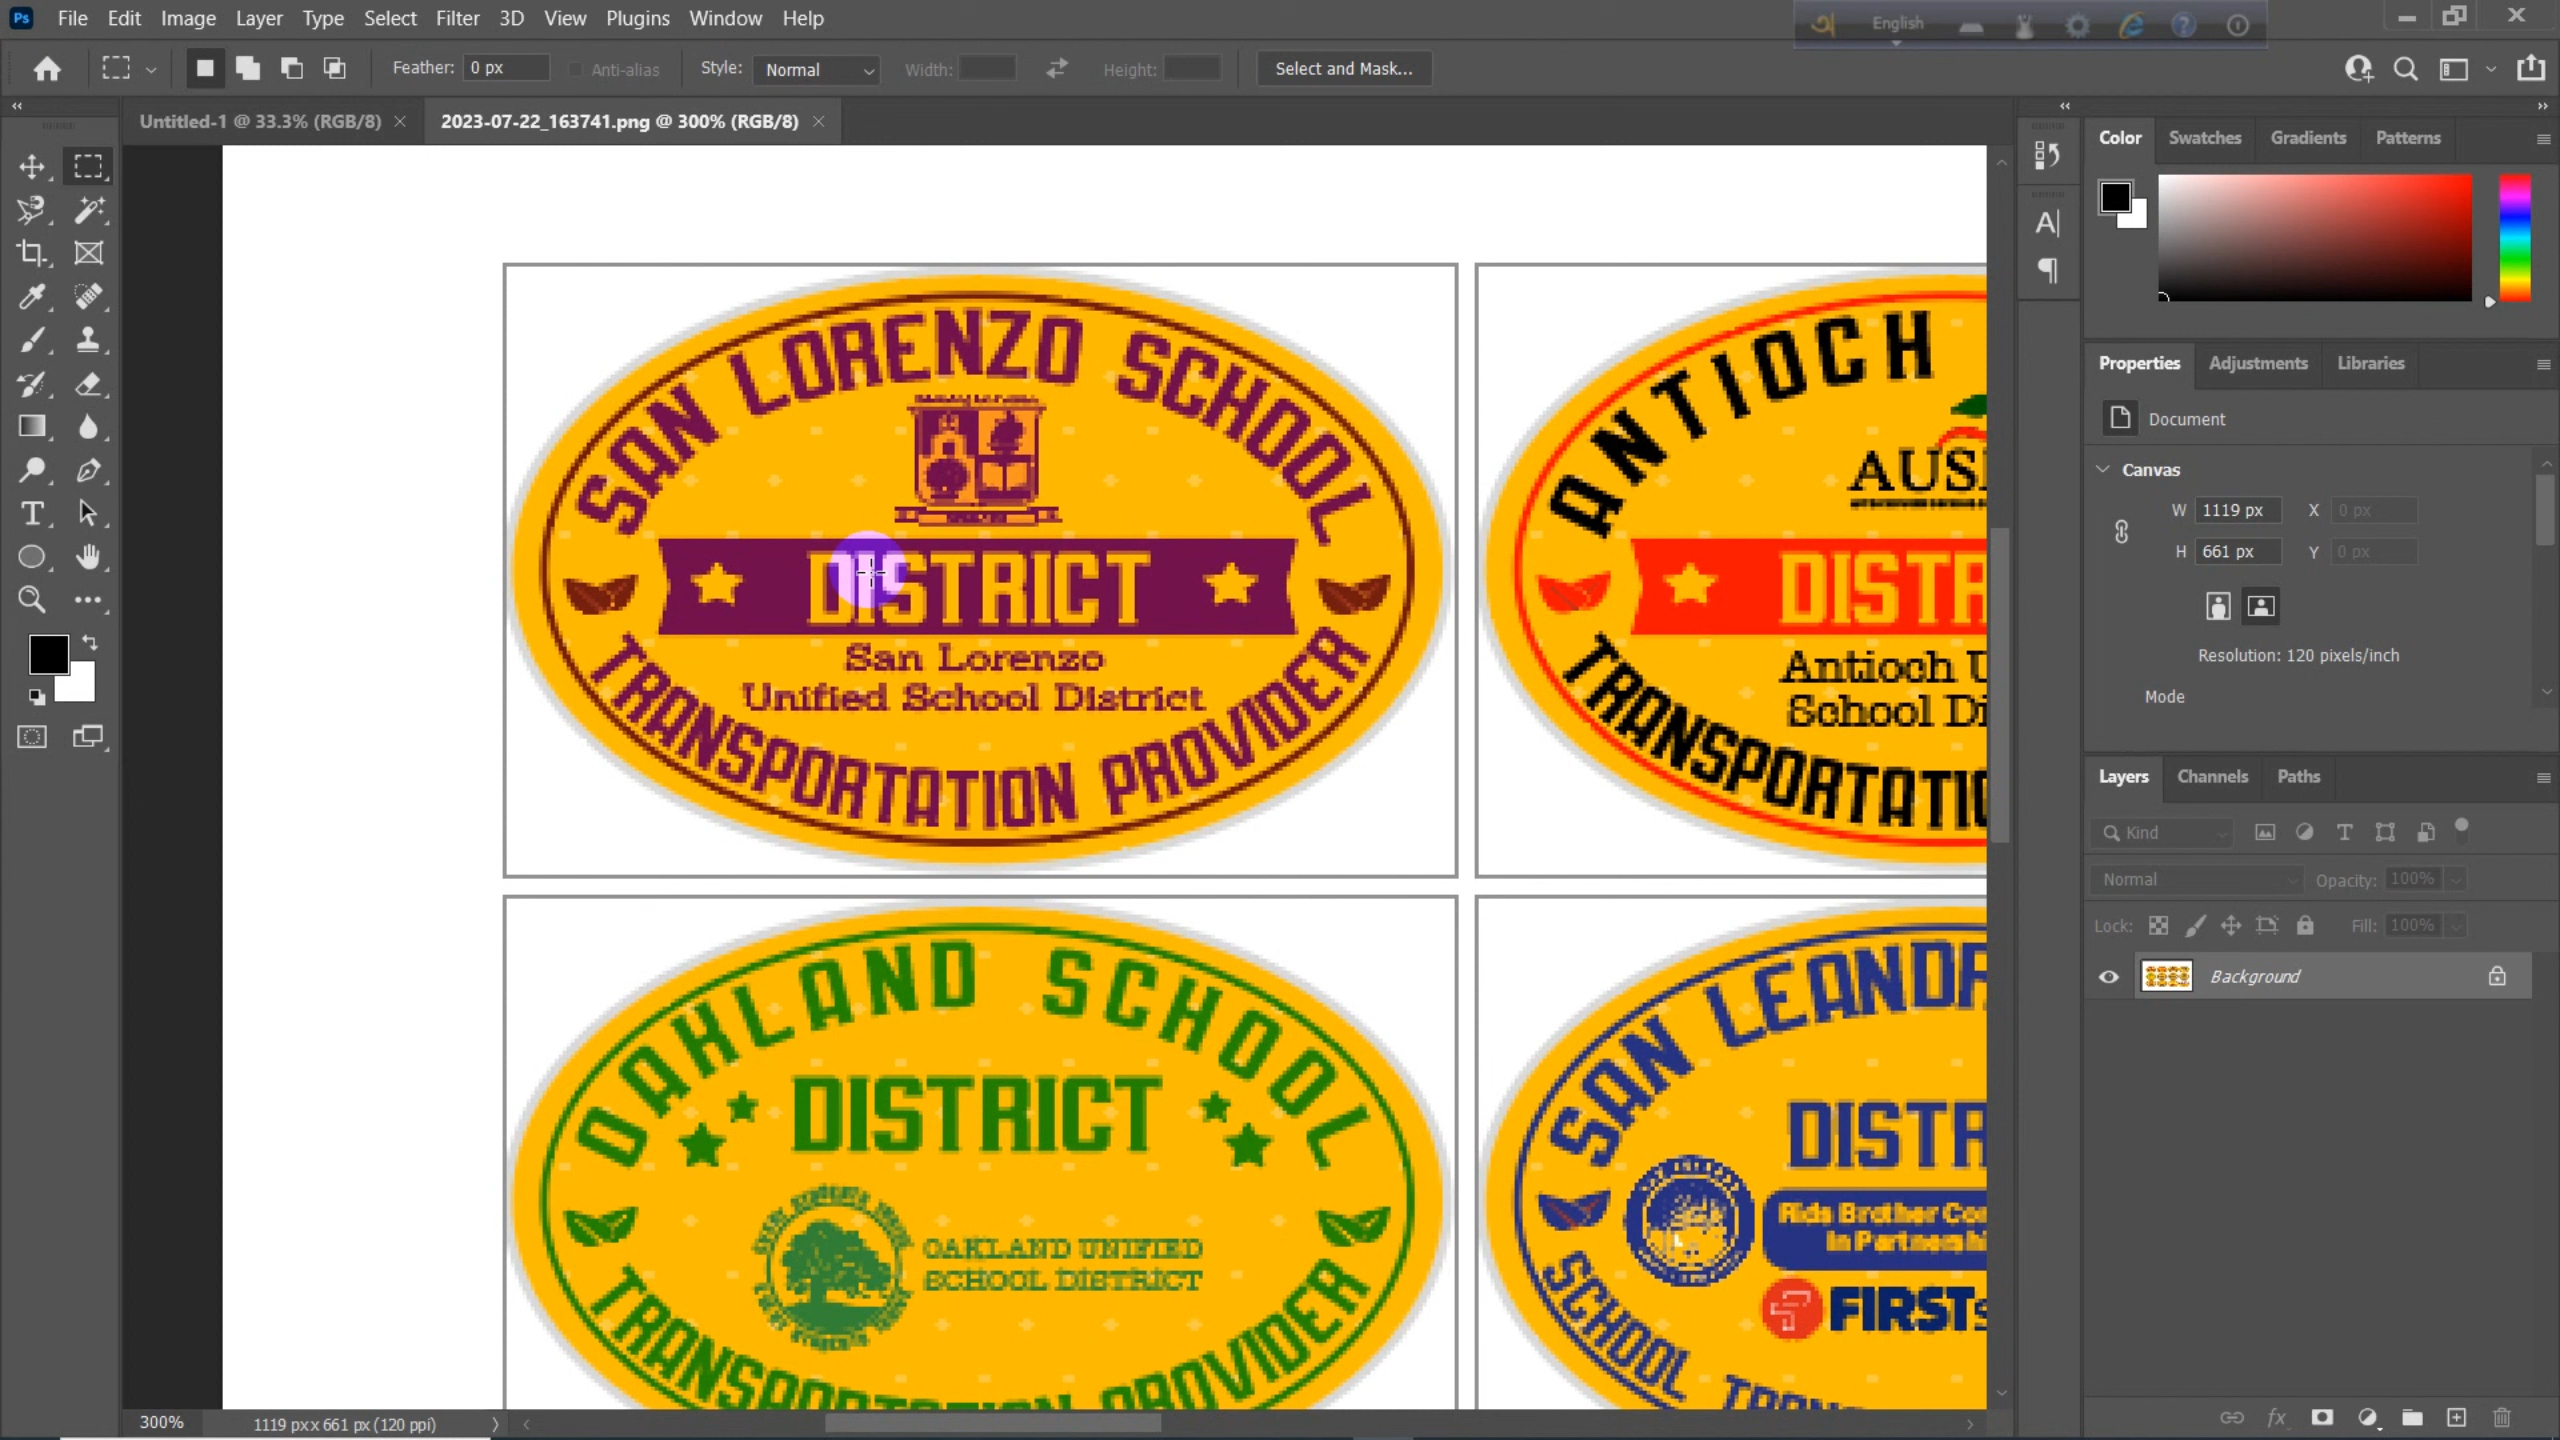 Ps File Edit Image Layer Type Select Filter 3D View Plugins Window Help
English
Feather: 0 px Anti-alias Style: Normal Width: Height: Select and Mask...
Untitled-1 @ 33.3% (RGB/8) × 2023-07-22_163741.png @ 300% (RGB/8) ×
SAN LORENZO SCHOOL
DISTRICT
San Lorenzo
Unified School District
TRANSPORTATION PROVIDER
ANTIOCH
AUS
DISTR
Antioch U
School Di
TRANSPORTATIO
OAKLAND SCHOOL
DISTRICT
OAKLAND UNIFIED
SCHOOL DISTRICT
TRANSPORTATION PROVIDER
SAN LEANDR
DISTR
FIRST
SCHOOL TRAN
Color Swatches Gradients Patterns
Properties Adjustments Libraries
Document
Canvas
W 1119 px X 0 px
H 661 px Y 0 px
Resolution: 120 pixels/inch
Mode
Layers Channels Paths
Kind
Normal Opacity: 100%
Lock: Fill: 100%
Background
300% 1119 px x 661 px (120 ppi)